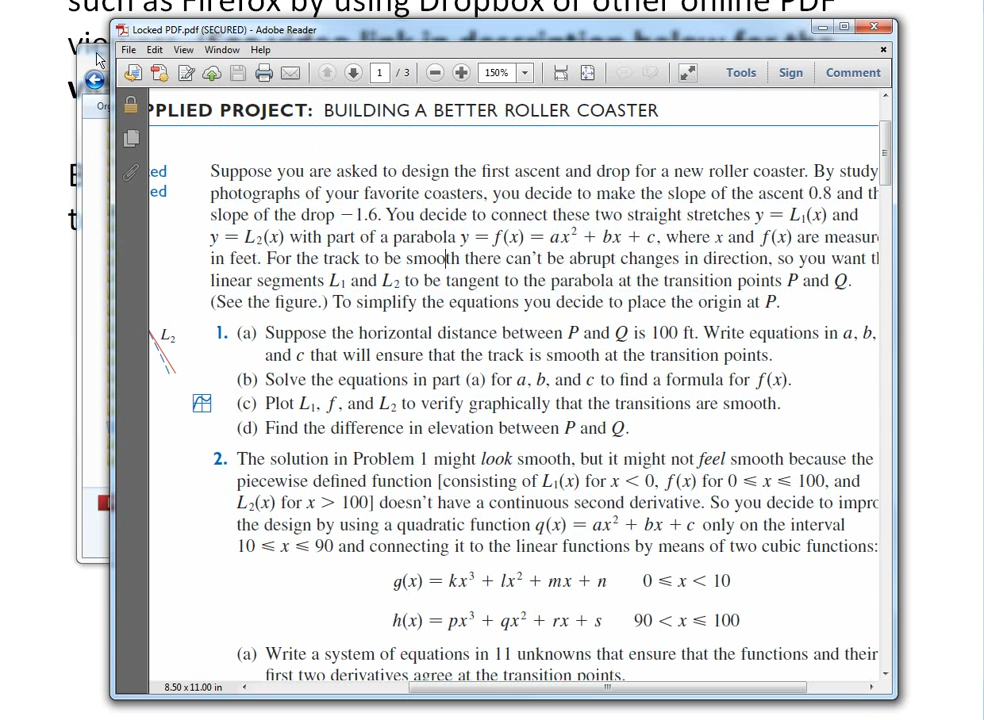 such as Firefox by using Dropbox or other online PDF
Locked PDF.pdf (SECURED) - Adobe Reader
File Edit View Window Help
1 / 3 150% Tools Sign Comment
PPLIED PROJECT: BUILDING A BETTER ROLLER COASTER
Suppose you are asked to design the first ascent and drop for a new roller coaster. By study
photographs of your favorite coasters, you decide to make the slope of the ascent 0.8 and th
slope of the drop −1.6. You decide to connect these two straight stretches y = L₁(x) and
y = L₂(x) with part of a parabola y = f(x) = ax² + bx + c, where x and f(x) are measur
in feet. For the track to be smooth there can't be abrupt changes in direction, so you want t
linear segments L₁ and L₂ to be tangent to the parabola at the transition points P and Q.
(See the figure.) To simplify the equations you decide to place the origin at P.
L₂
1. (a) Suppose the horizontal distance between P and Q is 100 ft. Write equations in a, b,
and c that will ensure that the track is smooth at the transition points.
(b) Solve the equations in part (a) for a, b, and c to find a formula for f(x).
(c) Plot L₁, f, and L₂ to verify graphically that the transitions are smooth.
(d) Find the difference in elevation between P and Q.
2. The solution in Problem 1 might look smooth, but it might not feel smooth because the
piecewise defined function [consisting of L₁(x) for x < 0, f(x) for 0 ⩽ x ⩽ 100, and
L₂(x) for x > 100] doesn't have a continuous second derivative. So you decide to impro
the design by using a quadratic function q(x) = ax² + bx + c only on the interval
10 ⩽ x ⩽ 90 and connecting it to the linear functions by means of two cubic functions:
g(x) = kx³ + lx² + mx + n 0 ⩽ x < 10
h(x) = px³ + qx² + rx + s 90 < x ⩽ 100
(a) Write a system of equations in 11 unknowns that ensure that the functions and their
first two derivatives agree at the transition points.
8.50 x 11.00 in